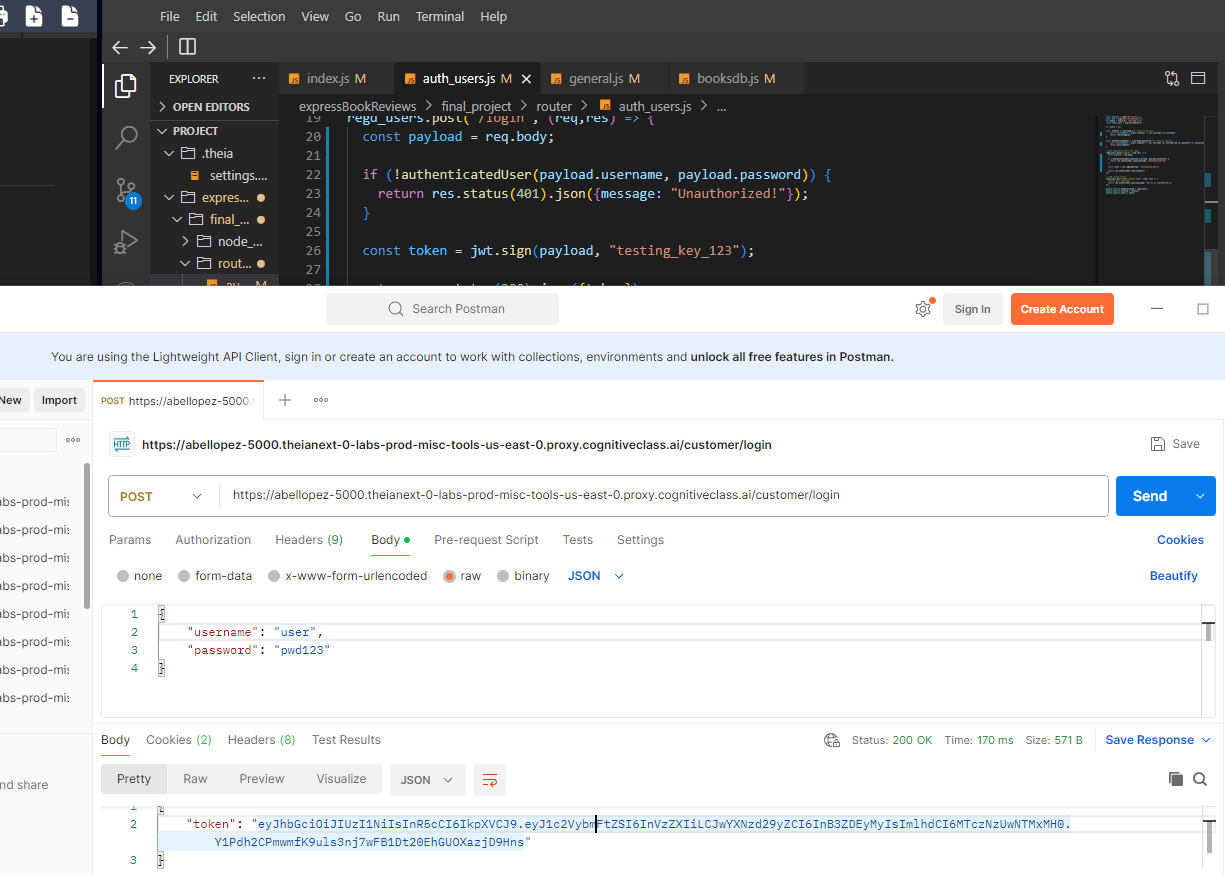 File Edit Selection View Go Run Terminal Help
EXPLORER ...
index.js M auth_users.js M × general.js M booksdb.js M
OPEN EDITORS
expressBookReviews > final_project > router > auth_users.js > ...
PROJECT
.theia
settings....
expres...
final_...
node_...
rout...
19 regd_users.post("/login", (req,res) => {
20 const payload = req.body;
21
22 if (!authenticatedUser(payload.username, payload.password)) {
23 return res.status(401).json({message: "Unauthorized!"});
24 }
25
26 const token = jwt.sign(payload, "testing_key_123");
27
11
Search Postman
Sign In
Create Account
You are using the Lightweight API Client, sign in or create an account to work with collections, environments and unlock all free features in Postman.
New Import
POST https://abellopez-5000.
HTTP https://abellopez-5000.theianext-0-labs-prod-misc-tools-us-east-0.proxy.cognitiveclass.ai/customer/login
Save
POST https://abellopez-5000.theianext-0-labs-prod-misc-tools-us-east-0.proxy.cognitiveclass.ai/customer/login
Send
abs-prod-mis
abs-prod-mis
abs-prod-mis
abs-prod-mis
abs-prod-mis
abs-prod-mis
abs-prod-mis
abs-prod-mis
nd share
Params Authorization Headers (9) Body Pre-request Script Tests Settings
Cookies
none form-data x-www-form-urlencoded raw binary JSON
Beautify
1 {
2 "username": "user",
3 "password": "pwd123"
4 }
Body Cookies (2) Headers (8) Test Results
Status: 200 OK Time: 170 ms Size: 571 B
Save Response
Pretty Raw Preview Visualize JSON
1 {
2 "token": "eyJhbGciOiJIUzI1NiIsInR5cCI6IkpXVCJ9.eyJ1c2VybmFtZSI6InVzZXIiLCJwYXNzd29yZCI6InB3ZDEyMyIsImlhdCI6MTczNzUwNTMxMH0.
Y1Pdh2CPmwmfK9uls3nj7wFB1Dt20EhGUOXazjD9Hns"
3 }